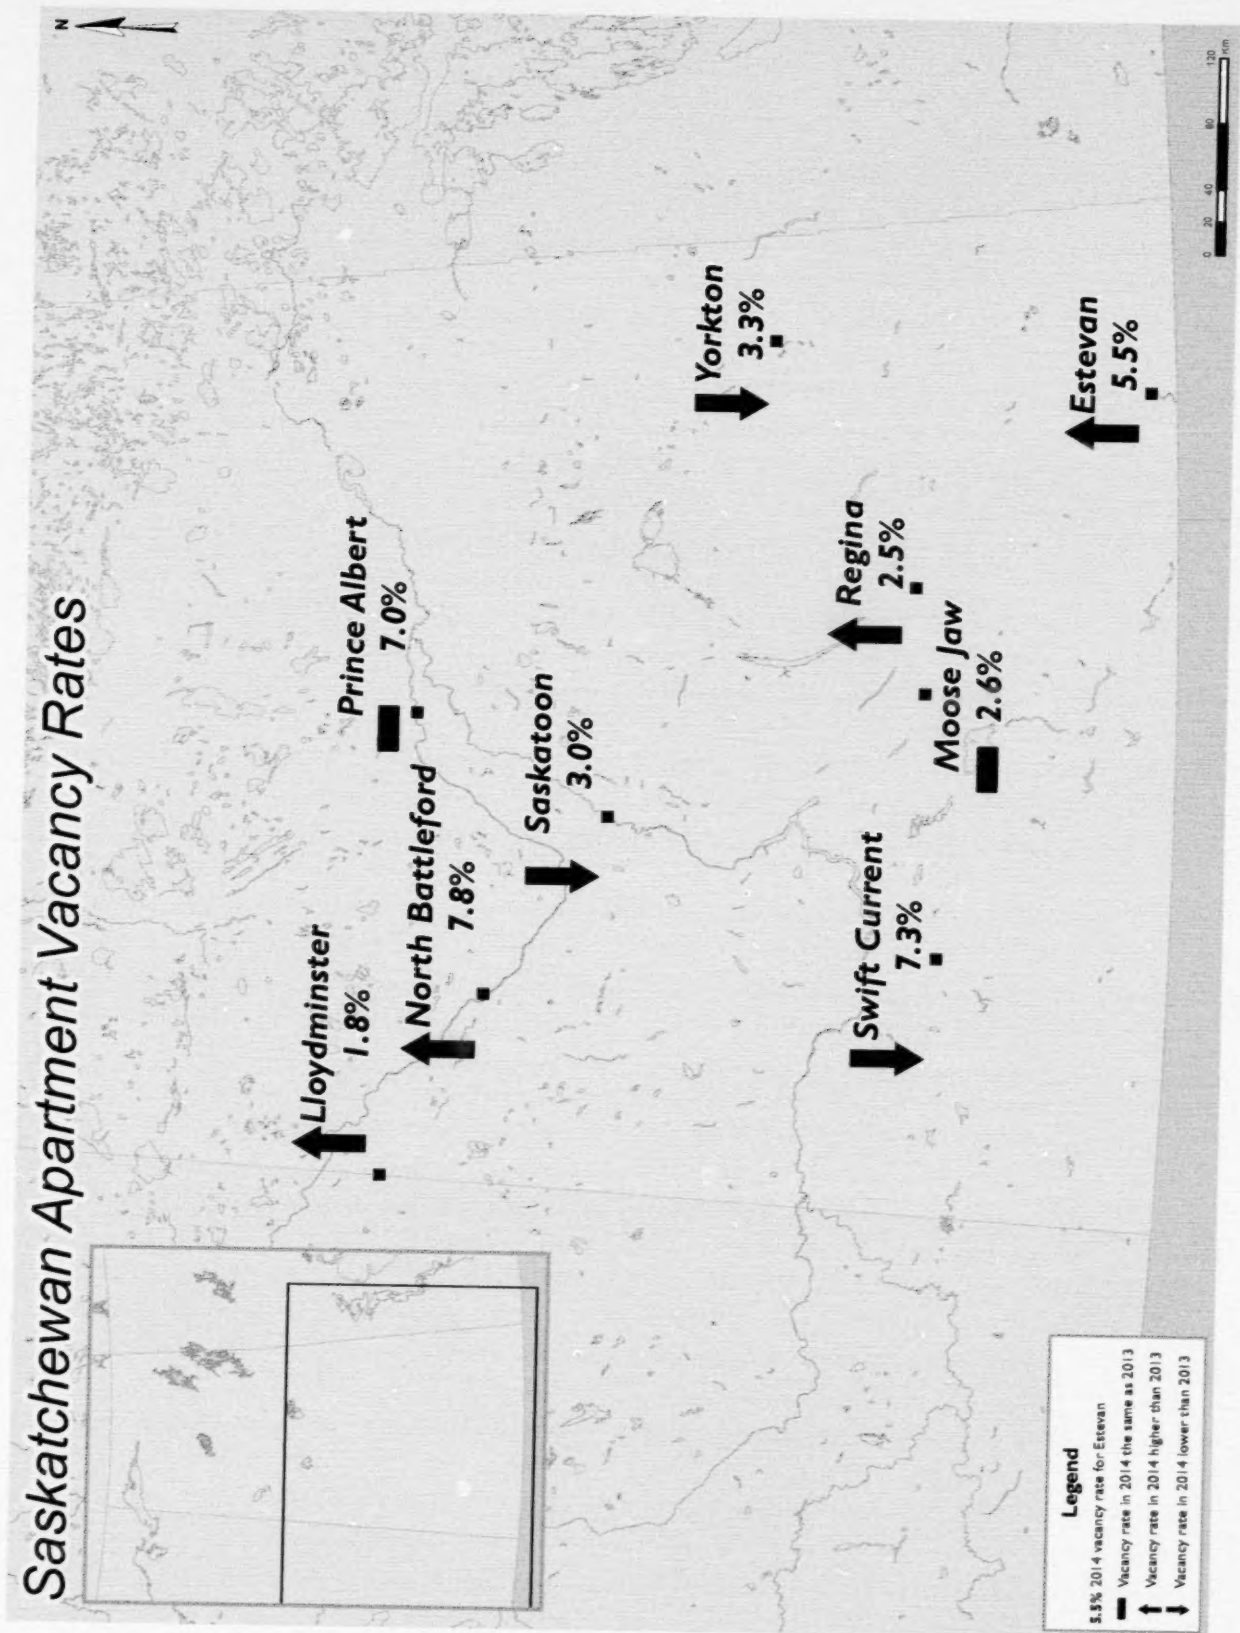 Saskatchewan Apartment Vacancy Rates
N
Lloydminster
1.8%
Prince Albert
7.0%
North Battleford
7.8%
Saskatoon
3.0%
Yorkton
3.3%
Swift Current
7.3%
Regina
2.5%
Moose Jaw
2.6%
Estevan
5.5%
Legend
5.5% 2014 vacancy rate for Estevan
Vacancy rate in 2014 the same as 2013
Vacancy rate in 2014 higher than 2013
Vacancy rate in 2014 lower than 2013
0 20 40 80 120
Km